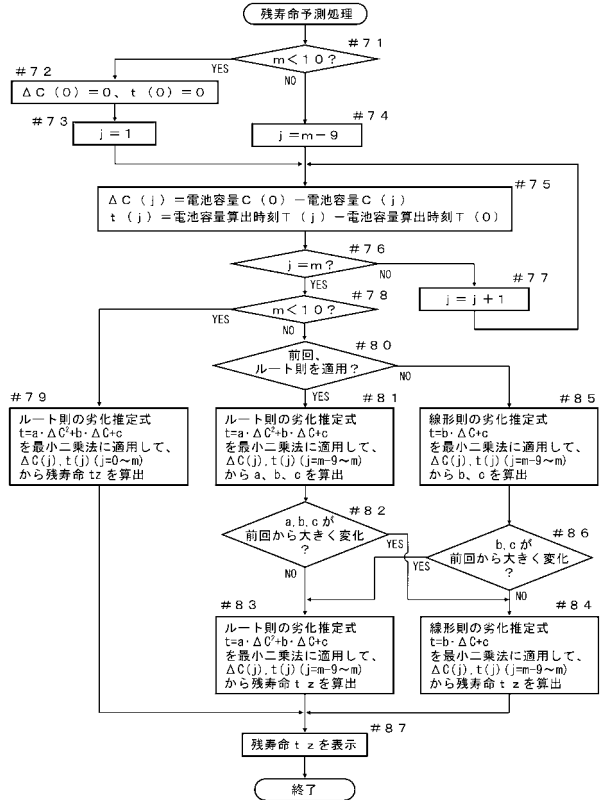 残寿命予測処理
#71
m<10?
YES
NO
#72
ΔC(0)=0、t(0)=0
#73
j=1
#74
j=m-9
#75
ΔC(j)=電池容量C(0)-電池容量C(j)
t(j)=電池容量算出時刻T(j)-電池容量算出時刻T(0)
#76
j=m?
NO
YES
#77
j=j+1
#78
m<10?
YES
NO
#80
前回、
ルート則を適用?
NO
YES
#79
ルート則の劣化推定式
t=a·ΔC²+b·ΔC+c
を最小二乗法に適用して、
ΔC(j),t(j)(j=0~m)
から残寿命tzを算出
#81
ルート則の劣化推定式
t=a·ΔC²+b·ΔC+c
を最小二乗法に適用して、
ΔC(j),t(j)(j=m-9~m)
からa、b、cを算出
#85
線形則の劣化推定式
t=b·ΔC+c
を最小二乗法に適用して、
ΔC(j),t(j)(j=m-9~m)
からb、cを算出
#82
a,b,cが
前回から大きく変化
?
YES
NO
#86
b,cが
前回から大きく変化
?
YES
NO
#83
ルート則の劣化推定式
t=a·ΔC²+b·ΔC+c
を最小二乗法に適用して、
ΔC(j),t(j)(j=m-9~m)
から残寿命tzを算出
#84
線形則の劣化推定式
t=b·ΔC+c
を最小二乗法に適用して、
ΔC(j),t(j)(j=m-9~m)
から残寿命tzを算出
#87
残寿命tzを表示
終了